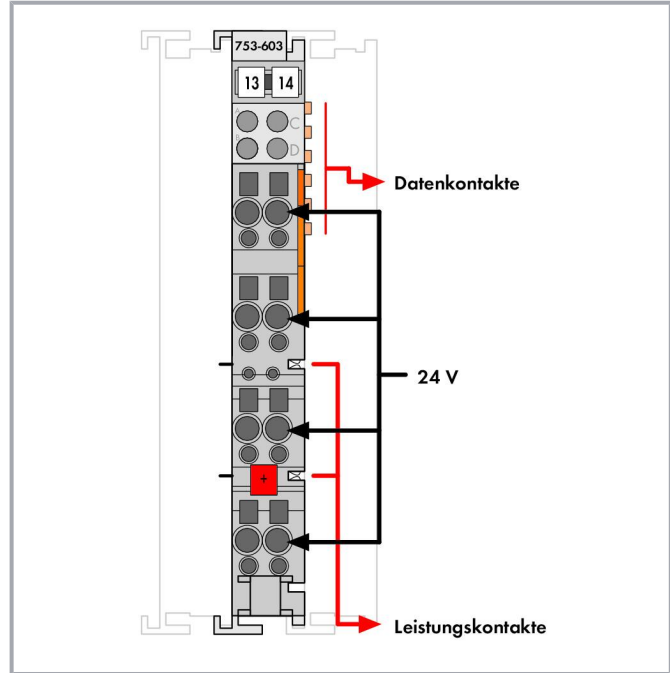 753-603
13 14
A
C
B
D
Datenkontakte
24 V
+
Leistungskontakte